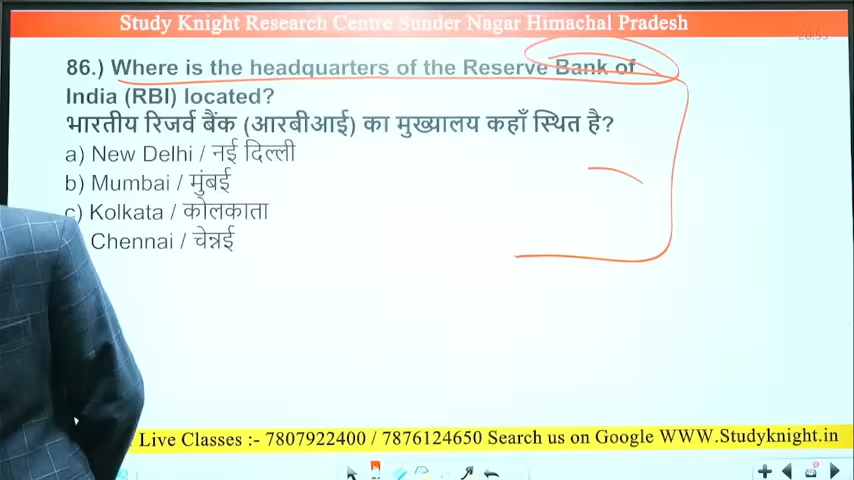 Study Knight Research Centre Sunder Nagar Himachal Pradesh
20:55
86.) Where is the headquarters of the Reserve Bank of
India (RBI) located?
भारतीय रिजर्व बैंक (आरबीआई) का मुख्यालय कहाँ स्थित है?
a) New Delhi / नई दिल्ली
b) Mumbai / मुंबई
c) Kolkata / कोलकाता
Chennai / चेन्नई
Live Classes :- 7807922400 / 7876124650 Search us on Google WWW.Studyknight.in